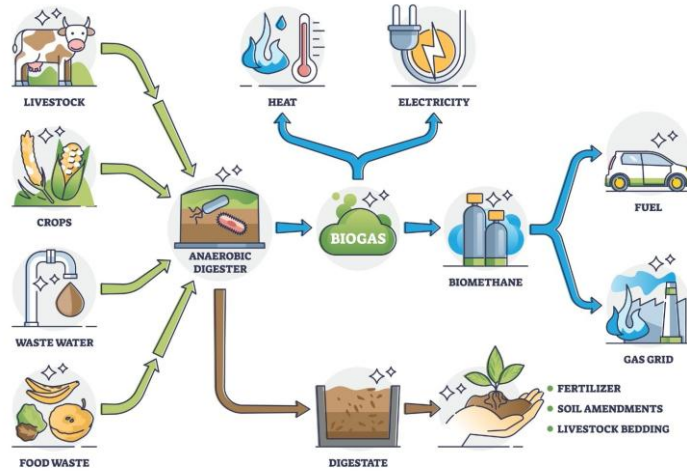 LIVESTOCK
CROPS
WASTE WATER
FOOD WASTE
ANAEROBIC
DIGESTER
HEAT
ELECTRICITY
BIOGAS
BIOMETHANE
FUEL
GAS GRID
DIGESTATE
FERTILIZER
SOIL AMENDMENTS
LIVESTOCK BEDDING